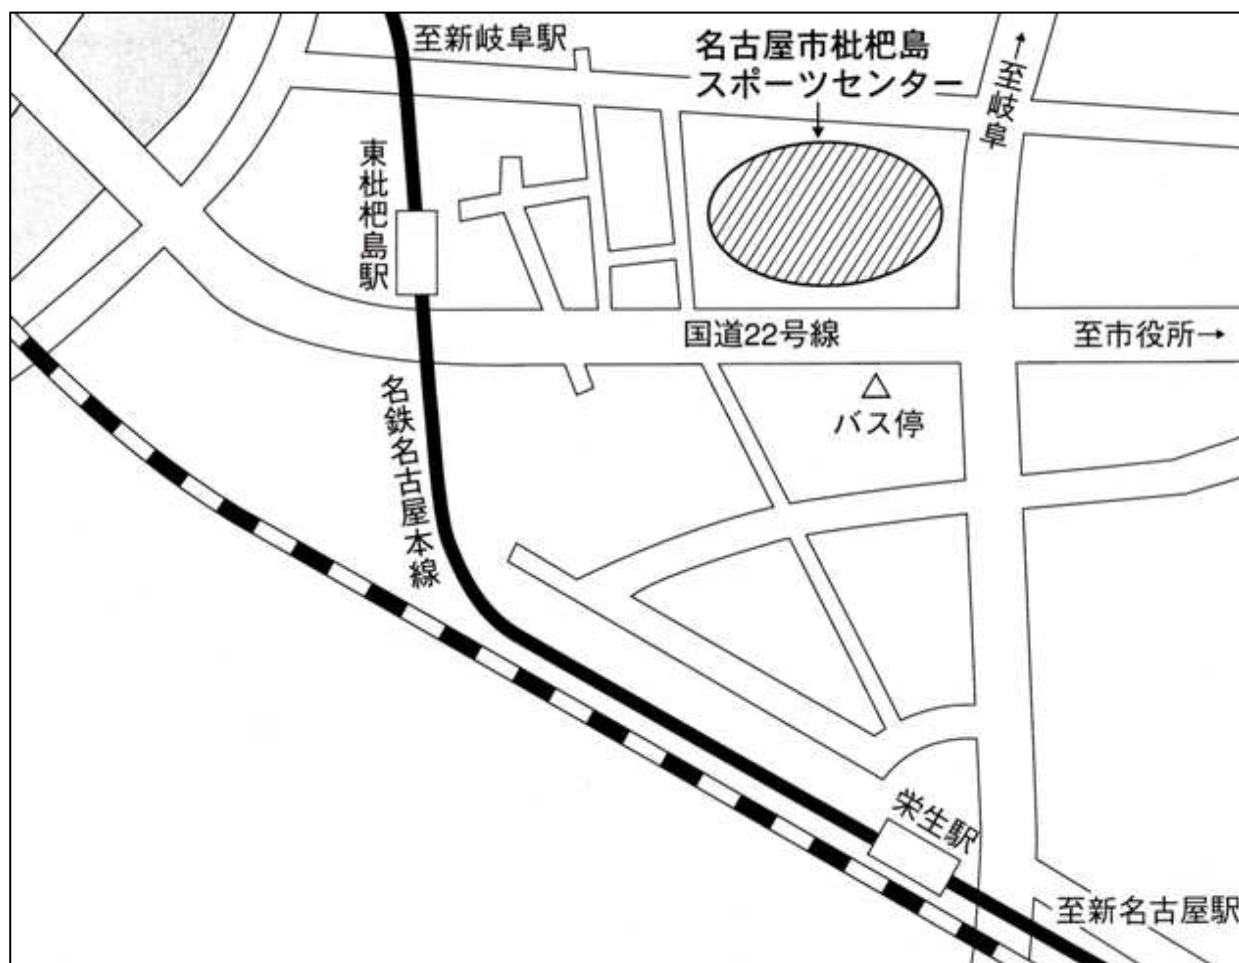 至新岐阜駅
名古屋市枇杷島
スポーツセンター
↑至岐阜
東枇杷島駅
国道22号線
至市役所→
バス停
名鉄名古屋本線
栄生駅
至新名古屋駅